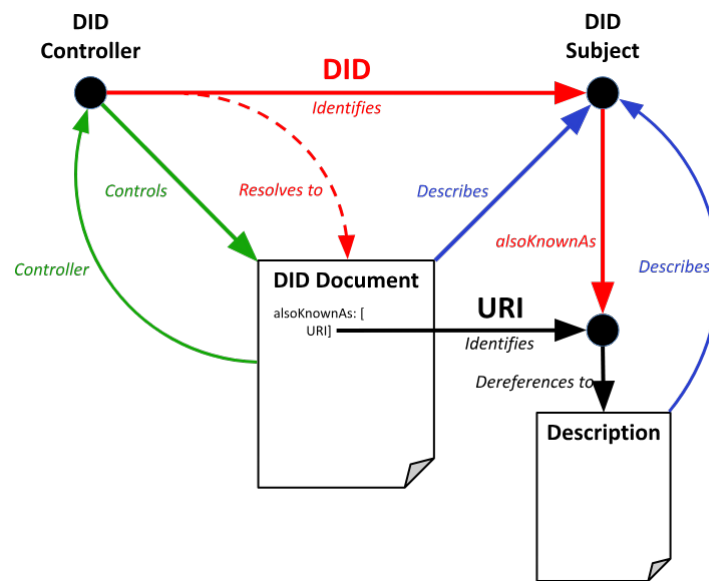 DID
Controller
DID
Subject
DID
Identifies
Controls
Resolves to
Describes
Controller
alsoKnownAs
Describes
DID Document
alsoKnownAs: [
URI]
URI
Identifies
Dereferences to
Description